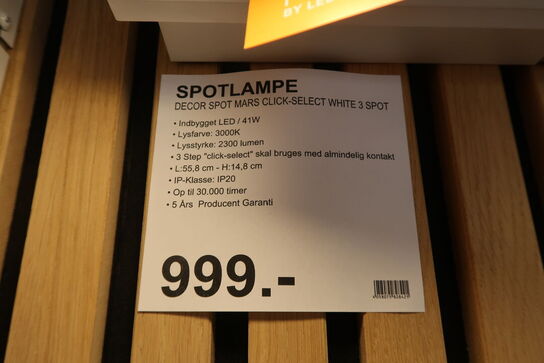 BY LED
SPOTLAMPE
DECOR SPOT MARS CLICK-SELECT WHITE 3 SPOT
• Indbygget LED / 41W
• Lysfarve: 3000K
• Lysstyrke: 2300 lumen
• 3 Step "click-select" skal bruges med almindelig kontakt
• L:55,8 cm - H:14,8 cm
• IP-Klasse: IP20
• Op til 30.000 timer
• 5 Års Producent Garanti
999.-